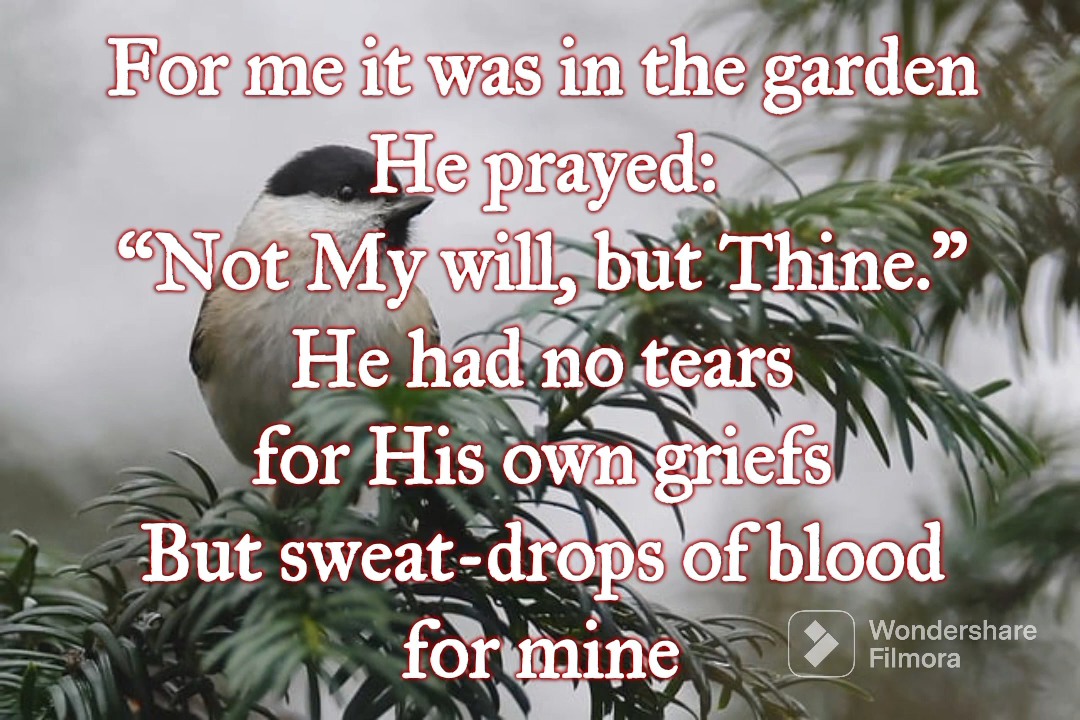 For me it was in the garden
He prayed:
“Not My will, but Thine.”
He had no tears
for His own griefs
But sweat-drops of blood
for mine
Wondershare
Filmora